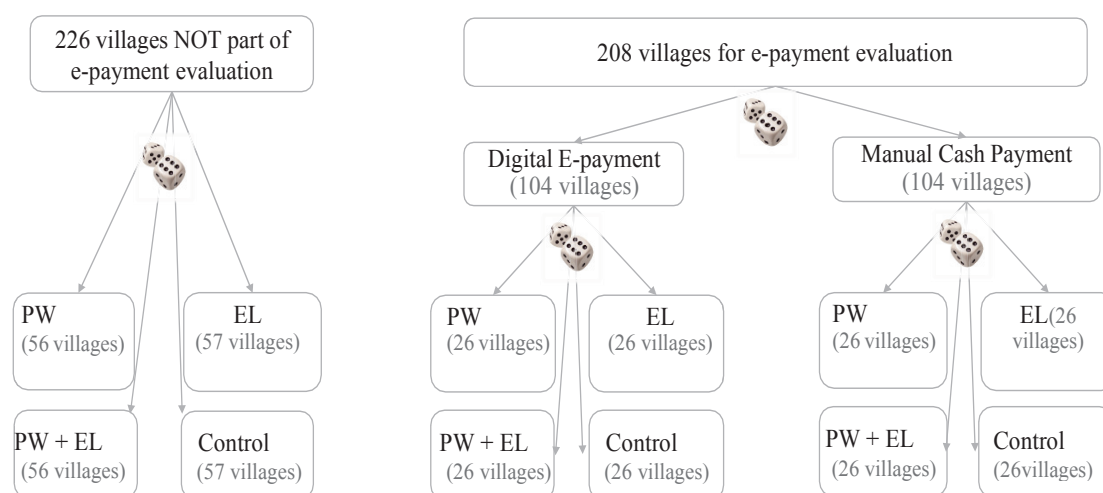 226 villages NOT part of
e-payment evaluation
208 villages for e-payment evaluation
Digital E-payment
(104 villages)
Manual Cash Payment
(104 villages)
PW
(56 villages)
EL
(57 villages)
PW + EL
(56 villages)
Control
(57 villages)
PW
(26 villages)
EL
(26 villages)
PW + EL
(26 villages)
Control
(26 villages)
PW
(26 villages)
EL(26
villages)
PW + EL
(26 villages)
Control
(26villages)